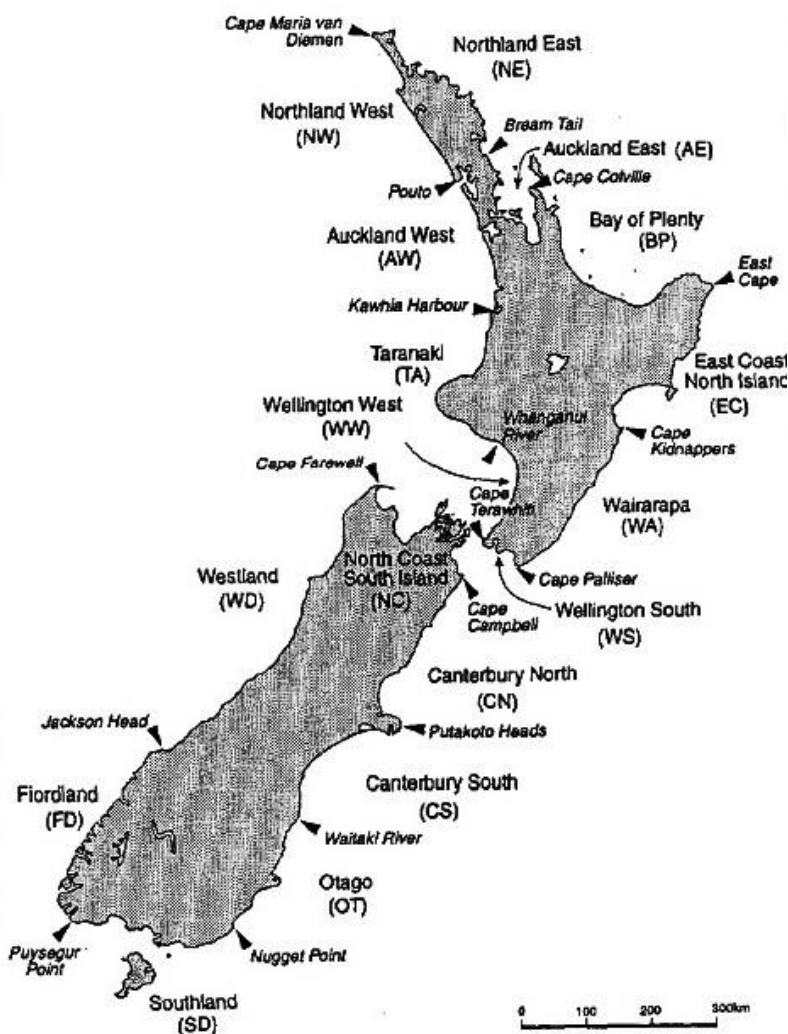 Cape Maria van
Diemen
Northland East
(NE)
Northland West
(NW)
Bream Tail
Auckland East (AE)
Cape Colville
Pouto
Bay of Plenty
(BP)
Auckland West
(AW)
East
Cape
Kawhia Harbour
Taranaki
(TA)
East Coast
North Island
(EC)
Wellington West
(WW)
Whanganui
River
Cape
Kidnappers
Cape Farewell
Cape
Terawhiti
Wairarapa
(WA)
North Coast
South Island
(NC)
Westland
(WD)
Cape Palliser
Cape
Campbell
Wellington South
(WS)
Canterbury North
(CN)
Jackson Head
Putakoto Heads
Canterbury South
(CS)
Fiordland
(FD)
Waitaki River
Otago
(OT)
Puysegur
Point
Nugget Point
Southland
(SD)
0 100 200 300km